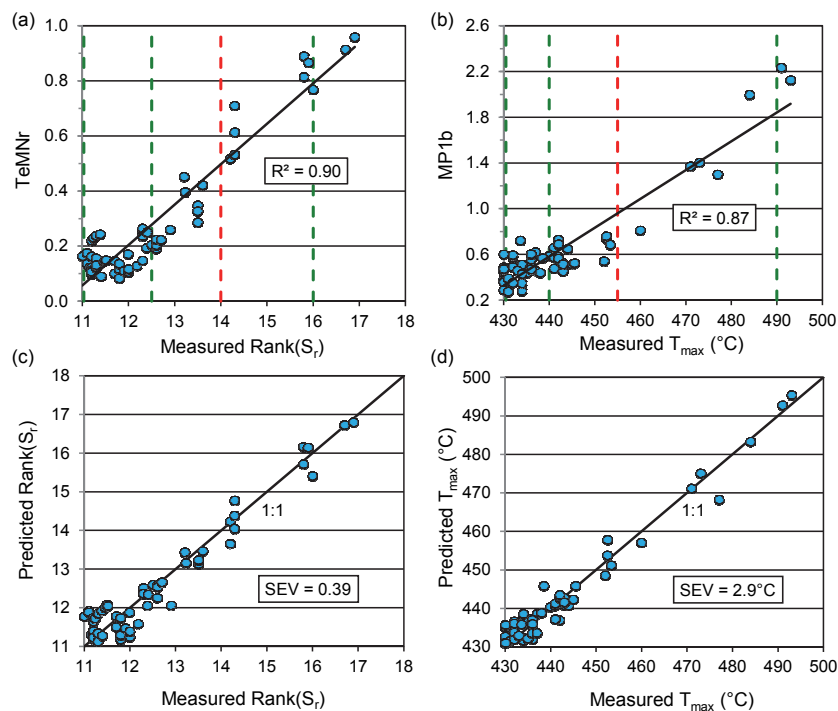 (a)
1.0
0.8
0.6
0.4
0.2
0.0
TeMNr
R² = 0.90
11 12 13 14 15 16 17 18
Measured Rank(Sr)
(b)
2.6
2.2
1.8
1.4
1.0
0.6
0.2
MP1b
R² = 0.87
430 440 450 460 470 480 490 500
Measured Tmax (°C)
(c)
18
17
16
15
14
13
12
11
Predicted Rank(Sr)
1:1
SEV = 0.39
11 12 13 14 15 16 17 18
Measured Rank(Sr)
(d)
500
490
480
470
460
450
440
430
Predicted Tmax (°C)
1:1
SEV = 2.9°C
430 440 450 460 470 480 490 500
Measured Tmax (°C)